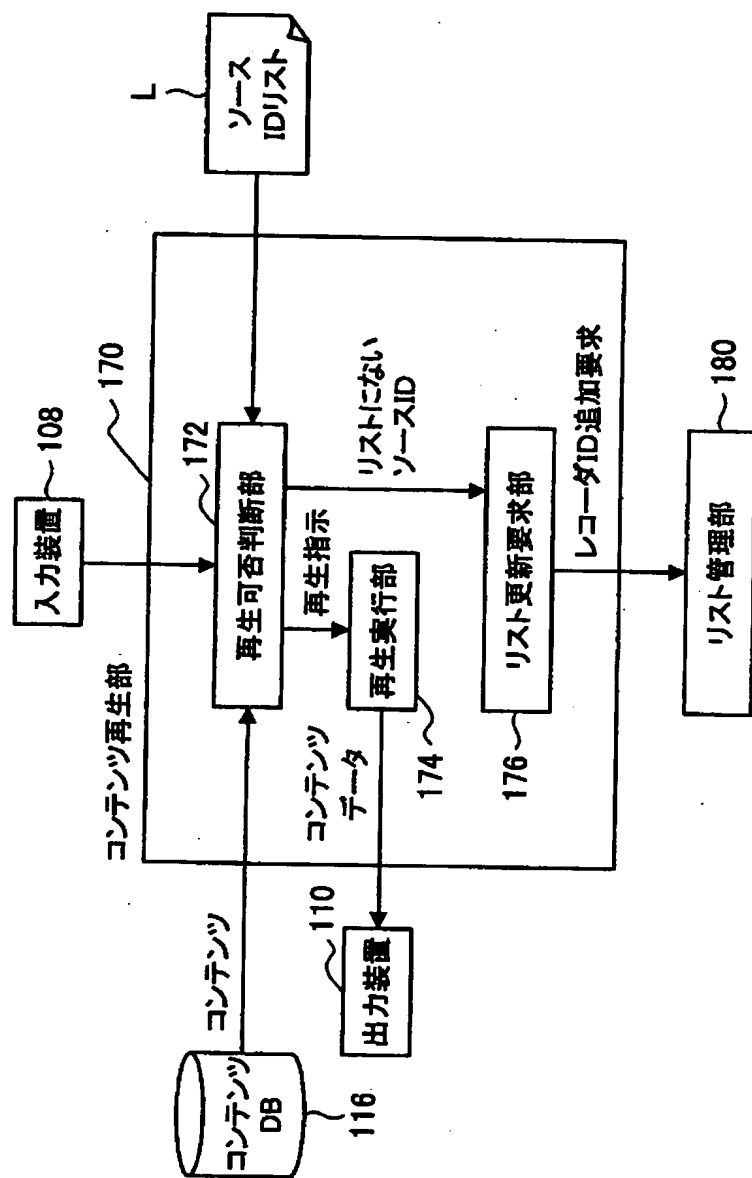 コンテンツ
DB
116
コンテンツ
コンテンツ再生部
170
入力装置
108
ソース
IDリスト
L
再生可否判断部
172
再生指示
リストにない
ソースID
再生実行部
174
コンテンツ
データ
出力装置
110
リスト更新要求部
176
レコーダID追加要求
リスト管理部
180